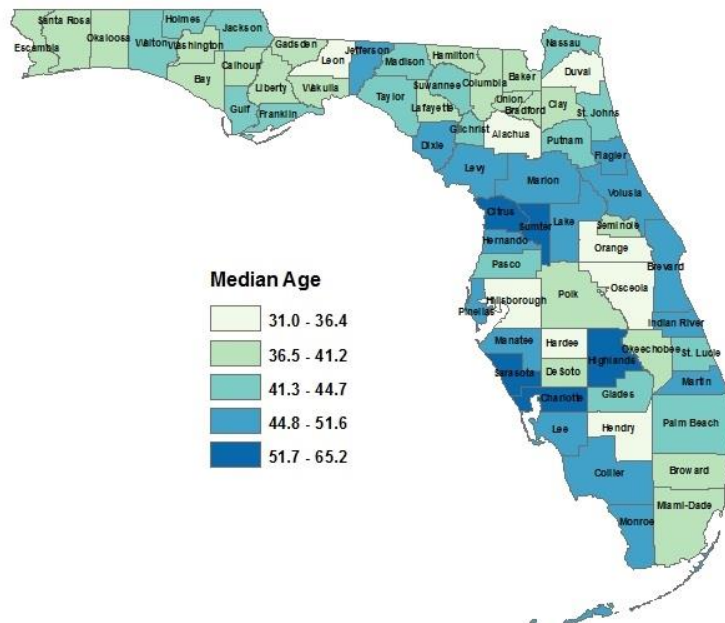 Santa Rosa
Holmes
Jackson
Escambia
Okaloosa
Walton
Washington
Bay
Calhoun
Gulf
Gadsden
Liberty
Franklin
Leon
Wakulla
Jefferson
Madison
Taylor
Hamilton
Suwannee
Lafayette
Columbia
Dixie
Gilchrist
Baker
Union
Bradford
Alachua
Nassau
Duval
Clay
St. Johns
Putnam
Flagler
Levy
Marion
Volusia
Citrus
Sumter
Lake
Hernando
Seminole
Pasco
Orange
Brevard
Hillsborough
Polk
Osceola
Pinellas
Indian River
Manatee
Hardee
Highlands
Okeechobee
St. Lucie
Sarasota
DeSoto
Martin
Charlotte
Glades
Palm Beach
Lee
Hendry
Collier
Broward
Monroe
Miami-Dade
Median Age
31.0 - 36.4
36.5 - 41.2
41.3 - 44.7
44.8 - 51.6
51.7 - 65.2